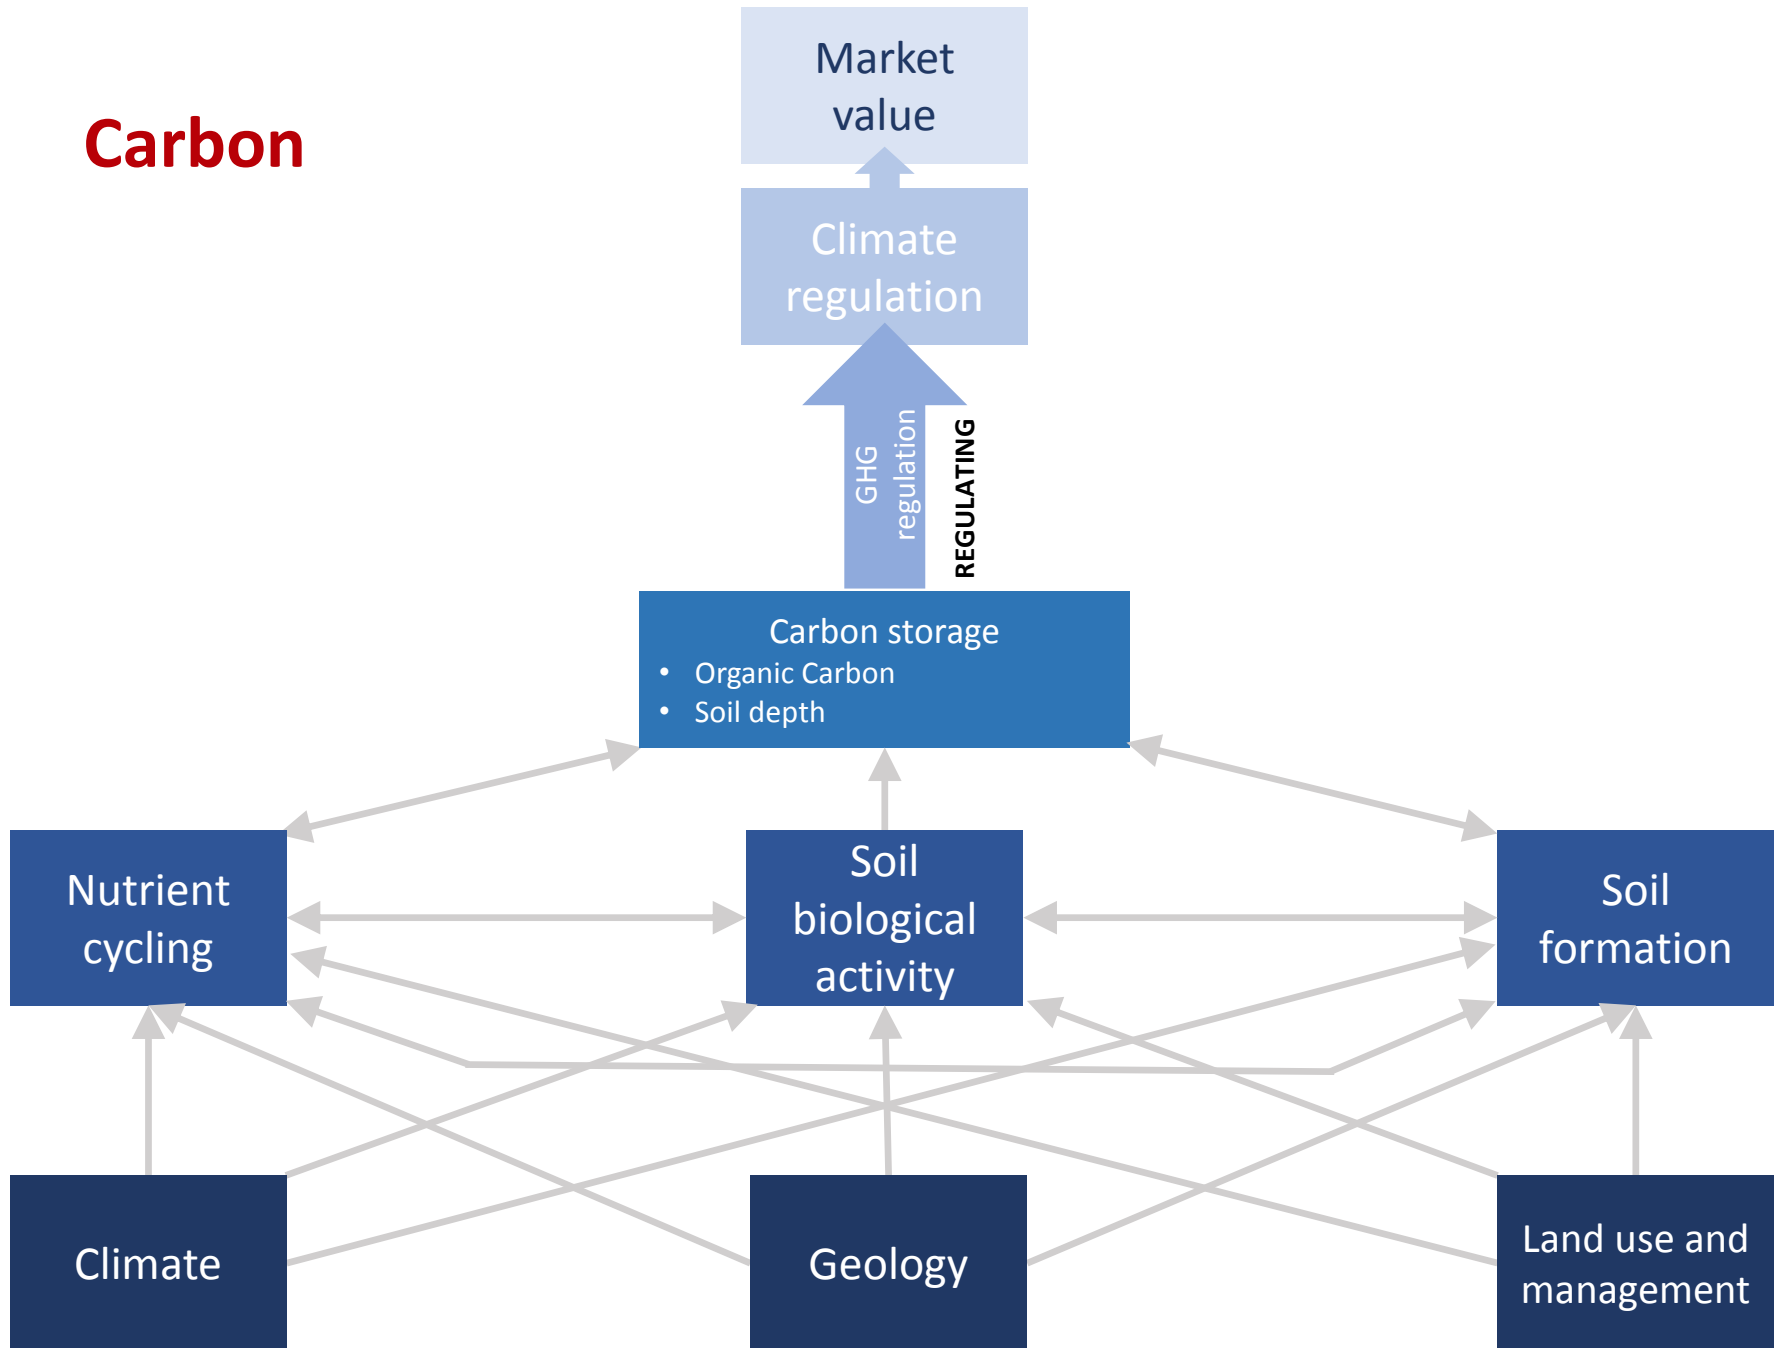 Market
value
Carbon
Climate
regulation
GHG
regulation
REGULATING
Carbon storage
• Organic Carbon
• Soil depth
Nutrient
cycling
Soil
biological
activity
Soil
formation
Climate
Geology
Land use and
management